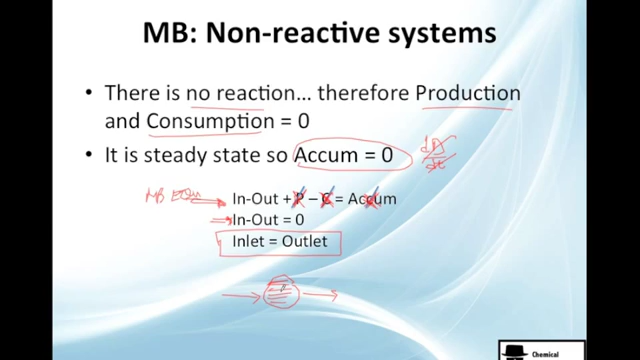 MB: Non-reactive systems
• There is no reaction... therefore Production
and Consumption = 0
• It is steady state so Accum = 0
MB EQn In-Out + P – C = Accum
In-Out = 0
Inlet = Outlet
Chemical